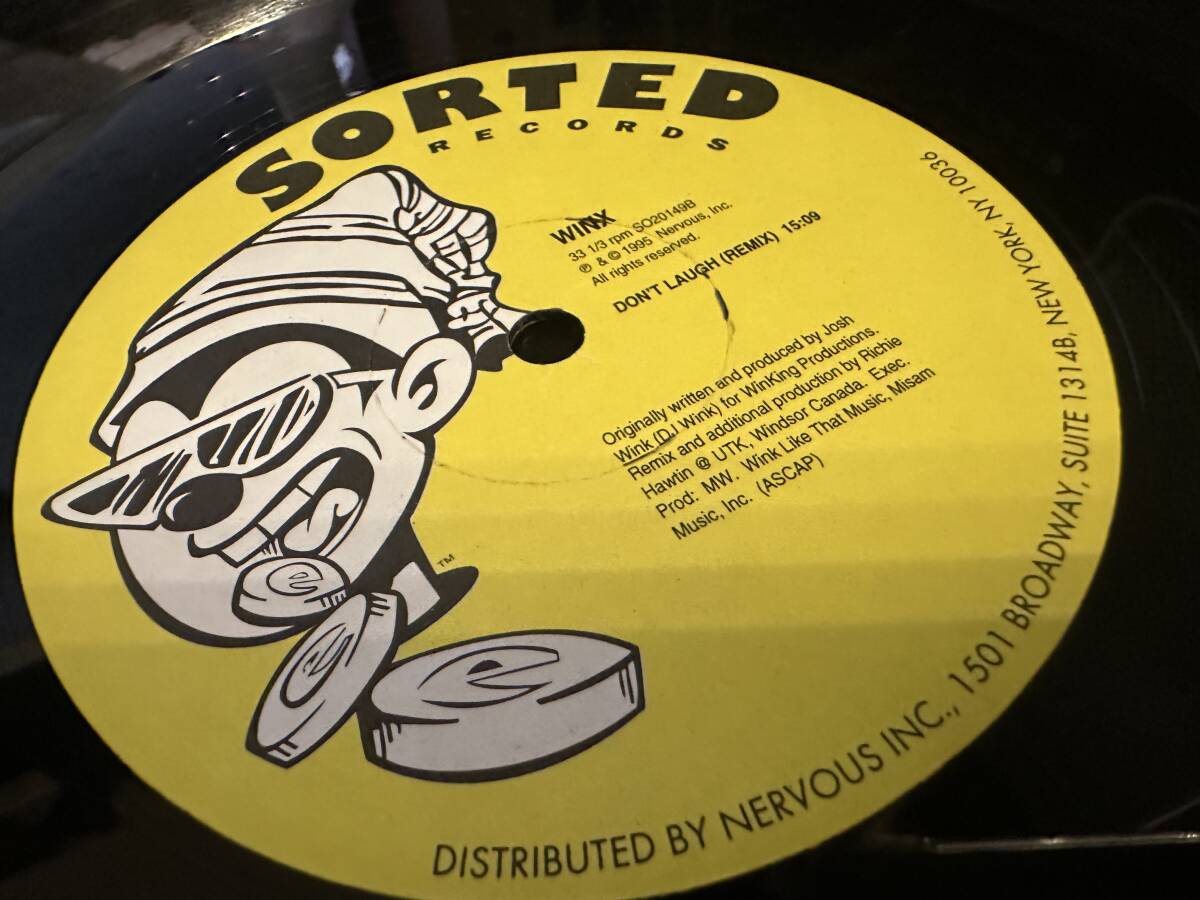 SORTED
RECORDS
WINX
33 1/3 rpm SO20149B
℗ & © 1995 Nervous, Inc.
All rights reserved.
DON'T LAUGH (REMIX) 15:09
Originally written and produced by Josh
Wink (DJ Wink) for WinKing Productions.
Remix and additional production by Richie
Hawtin @ UTK, Windsor Canada. Exec.
Prod: MW. Wink Like That Music, Misam
Music, Inc. (ASCAP)
e
e
e
TM
DISTRIBUTED BY NERVOUS INC., 1501 BROADWAY, SUITE 1314B, NEW YORK, NY 10036